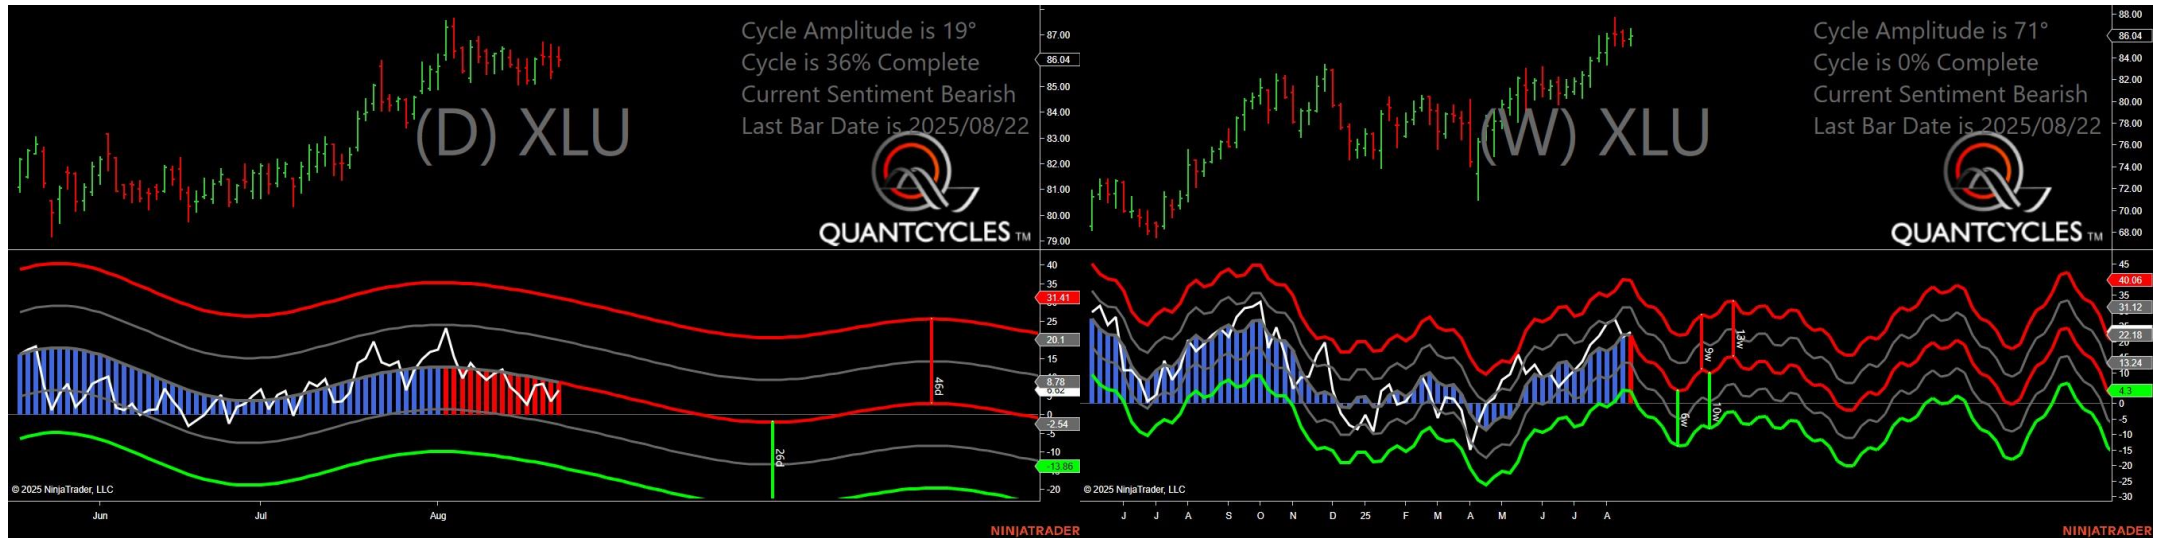 Cycle Amplitude is 19°
Cycle is 36% Complete
Current Sentiment Bearish
Last Bar Date is 2025/08/22
(D) XLU
QUANTCYCLES TM
87.00
86.04
85.00
84.00
83.00
82.00
81.00
80.00
79.00
40
35
31.41
25
20.1
15
8.78
0
-2.54
-5
-10
-13.86
-20
46d
26d
© 2025 NinjaTrader, LLC
Jun Jul Aug
NINJATRADER
Cycle Amplitude is 71°
Cycle is 0% Complete
Current Sentiment Bearish
Last Bar Date is 2025/08/22
(W) XLU
QUANTCYCLES TM
88.00
86.04
84.00
82.00
80.00
78.00
76.00
74.00
72.00
70.00
68.00
45
40.06
35
31.12
22.18
13.24
10
4.3
0
-5
-10
-15
-20
-25
-30
9w
13w
6w
10w
© 2025 NinjaTrader, LLC
J J A S O N D 25 F M A M J J A
NINJATRADER